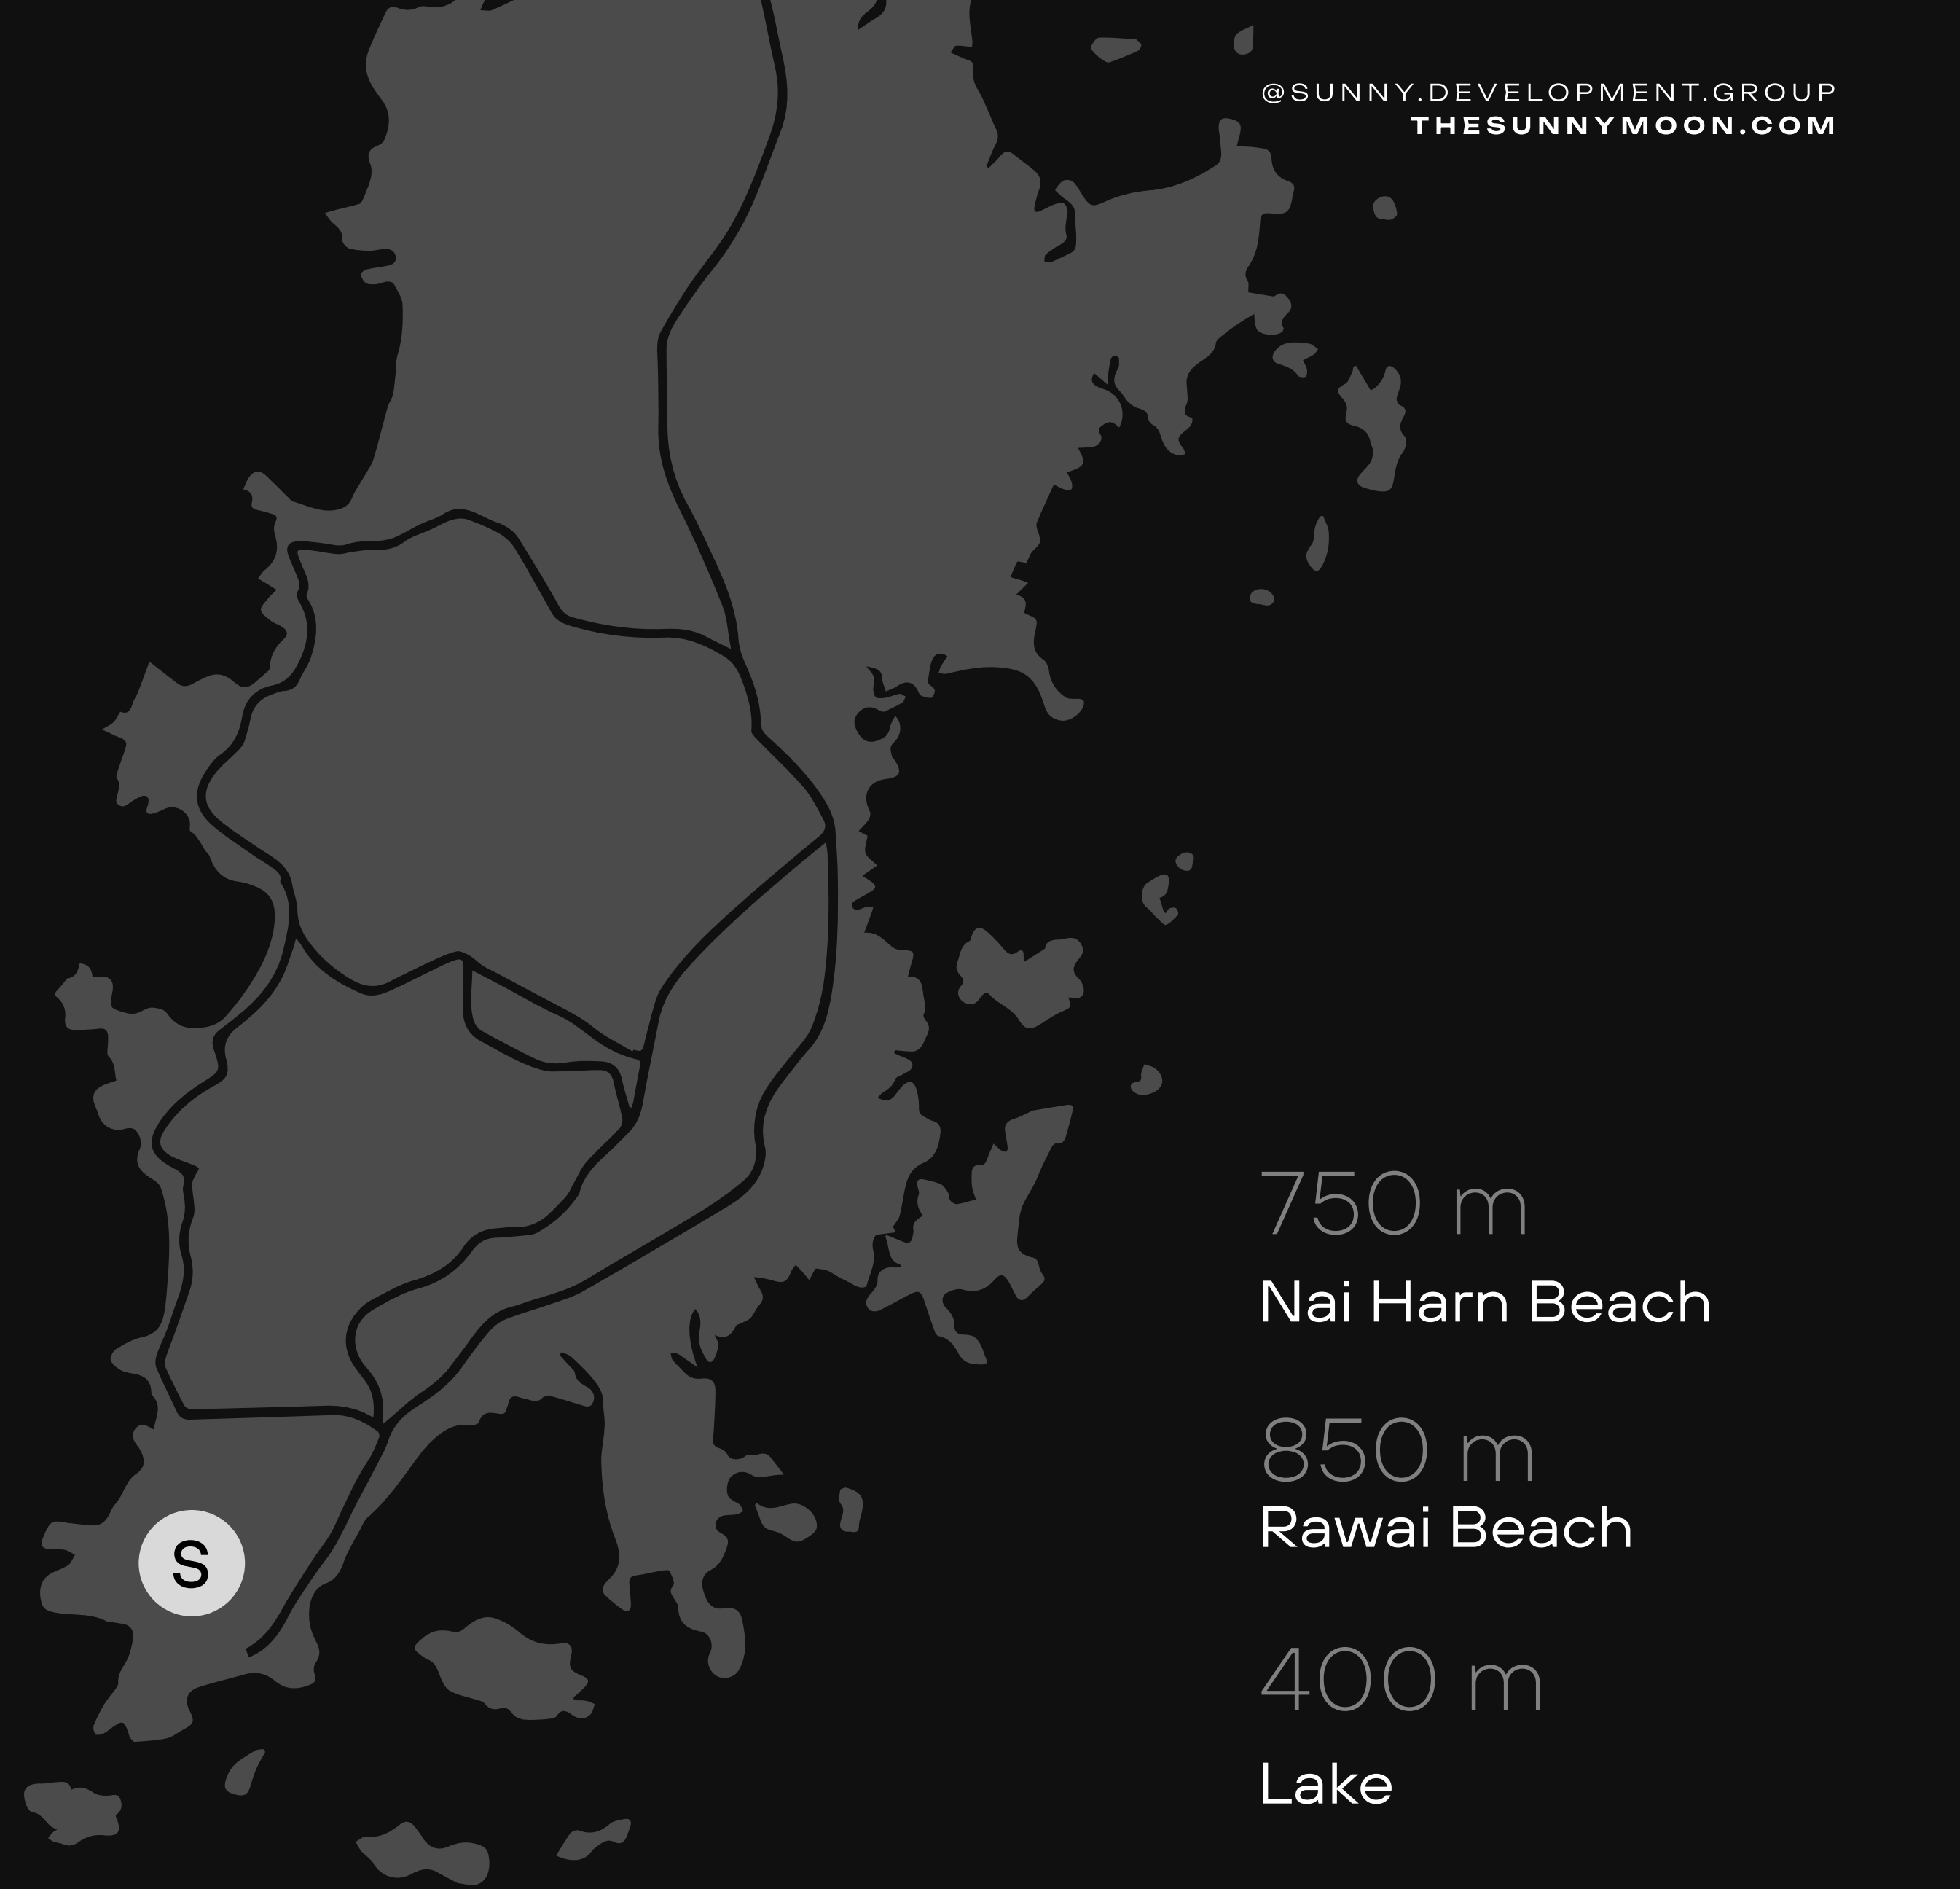 @SUNNY.DEVELOPMENT.GROUP
THESUNNYMOON.COM
750 m
Nai Harn Beach
850 m
Rawai Beach
S
400 m
Lake